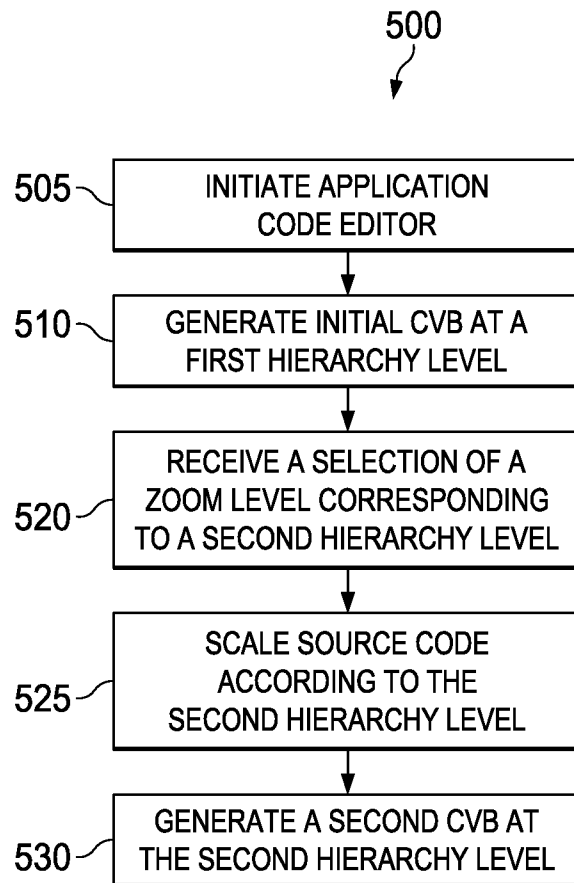 500
505
INITIATE APPLICATION
CODE EDITOR
510
GENERATE INITIAL CVB AT A
FIRST HIERARCHY LEVEL
520
RECEIVE A SELECTION OF A
ZOOM LEVEL CORRESPONDING
TO A SECOND HIERARCHY LEVEL
525
SCALE SOURCE CODE
ACCORDING TO THE
SECOND HIERARCHY LEVEL
530
GENERATE A SECOND CVB AT
THE SECOND HIERARCHY LEVEL